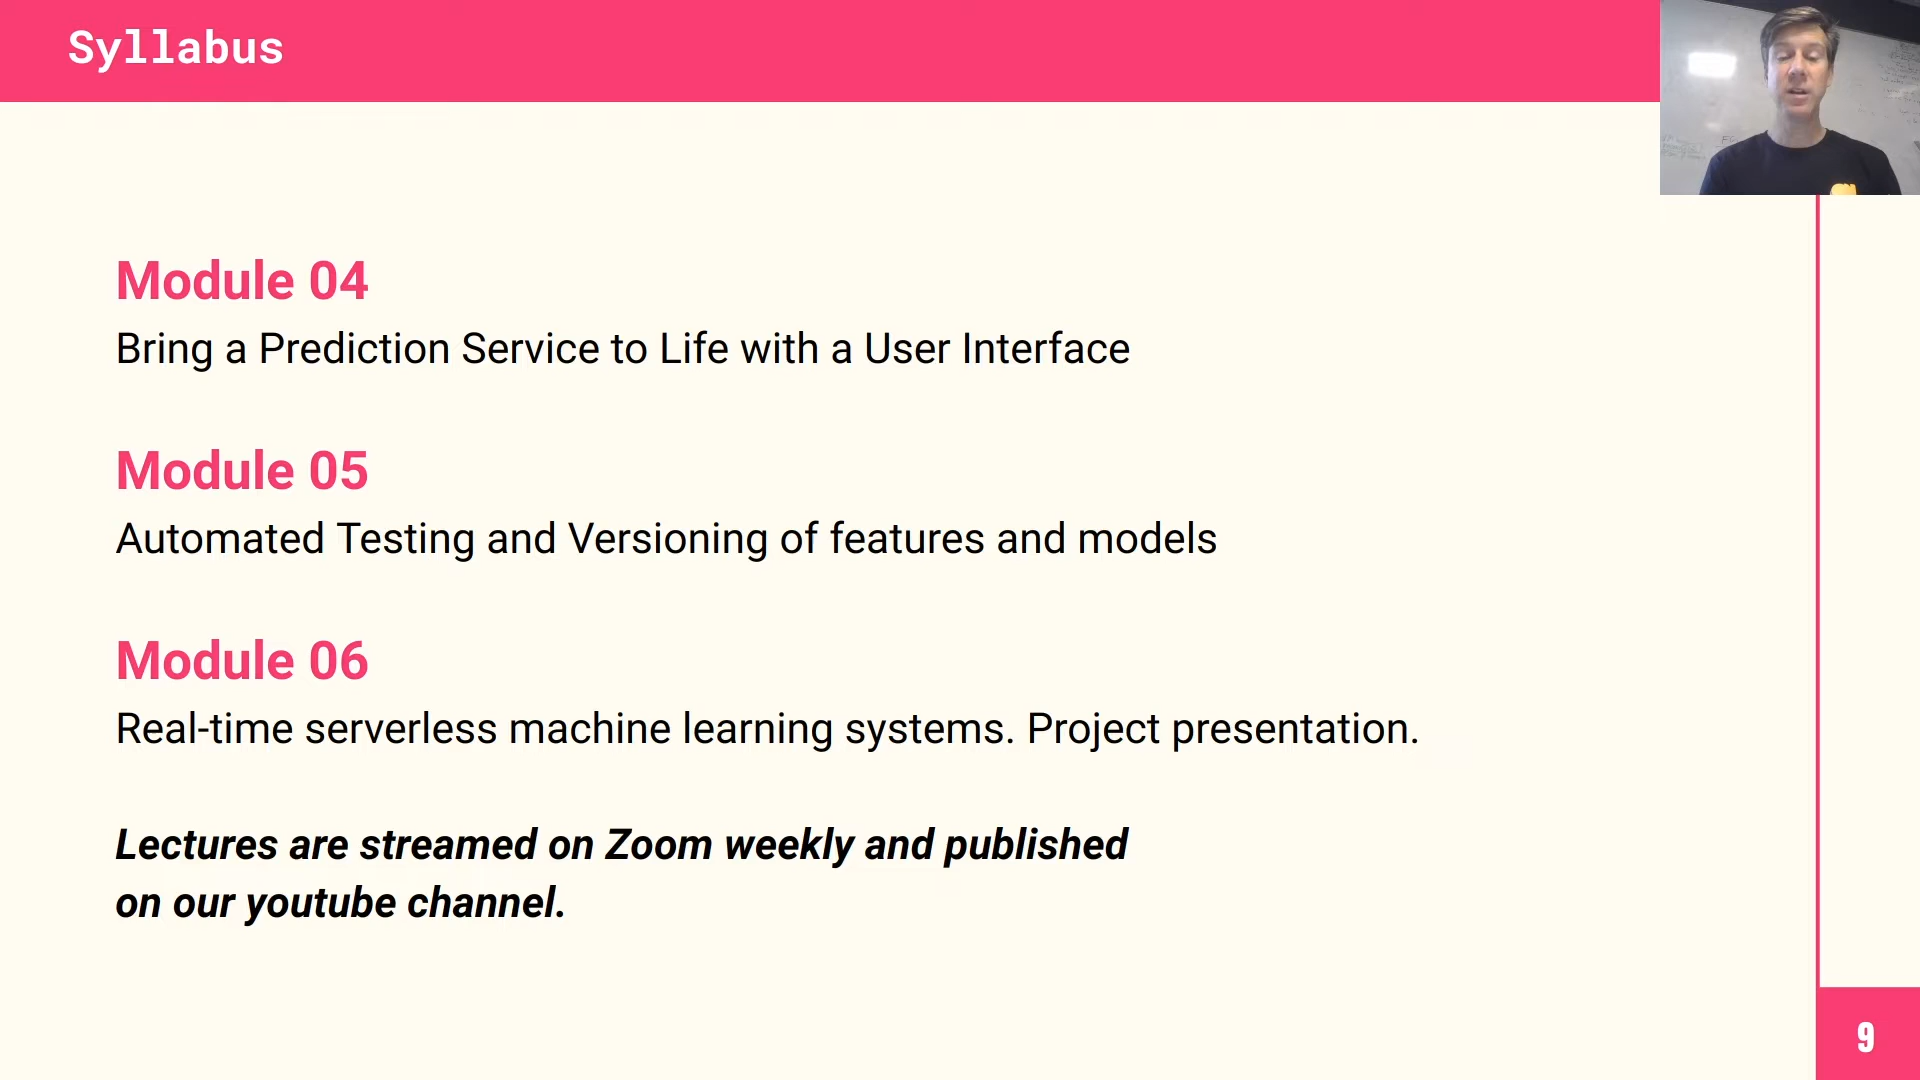 Syllabus
Module 04
Bring a Prediction Service to Life with a User Interface
Module 05
Automated Testing and Versioning of features and models
Module 06
Real-time serverless machine learning systems. Project presentation.
Lectures are streamed on Zoom weekly and published
on our youtube channel.
9